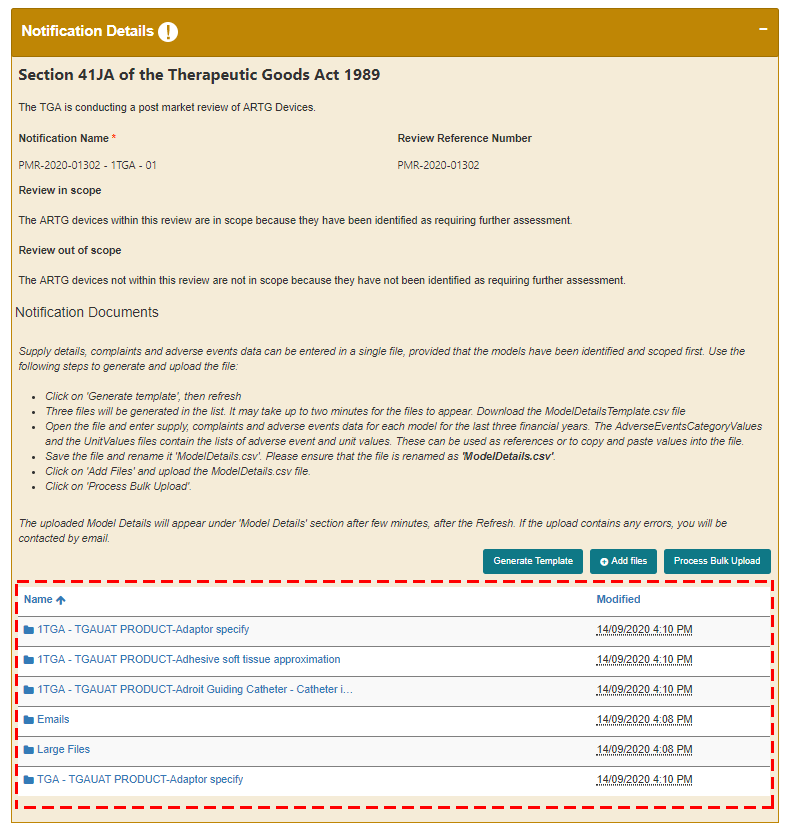 Notification Details !
Section 41JA of the Therapeutic Goods Act 1989
The TGA is conducting a post market review of ARTG Devices.
Notification Name * Review Reference Number
PMR-2020-01302 - 1TGA - 01 PMR-2020-01302
Review in scope
The ARTG devices within this review are in scope because they have been identified as requiring further assessment.
Review out of scope
The ARTG devices not within this review are not in scope because they have not been identified as requiring further assessment.
Notification Documents
Supply details, complaints and adverse events data can be entered in a single file, provided that the models have been identified and scoped first. Use the
following steps to generate and upload the file:
• Click on 'Generate template', then refresh
• Three files will be generated in the list. It may take up to two minutes for the files to appear. Download the ModelDetailsTemplate.csv file
• Open the file and enter supply, complaints and adverse events data for each model for the last three financial years. The AdverseEventsCategoryValues
and the UnitValues files contain the lists of adverse event and unit values. These can be used as references or to copy and paste values into the file.
• Save the file and rename it 'ModelDetails.csv'. Please ensure that the file is renamed as 'ModelDetails.csv'.
• Click on 'Add Files' and upload the ModelDetails.csv file.
• Click on 'Process Bulk Upload'.
The uploaded Model Details will appear under 'Model Details' section after few minutes, after the Refresh. If the upload contains any errors, you will be
contacted by email.
Generate Template Add files Process Bulk Upload
Name Modified
1TGA - TGAUAT PRODUCT-Adaptor specify 14/09/2020 4:10 PM
1TGA - TGAUAT PRODUCT-Adhesive soft tissue approximation 14/09/2020 4:10 PM
1TGA - TGAUAT PRODUCT-Adroit Guiding Catheter - Catheter i... 14/09/2020 4:10 PM
Emails 14/09/2020 4:08 PM
Large Files 14/09/2020 4:08 PM
TGA - TGAUAT PRODUCT-Adaptor specify 14/09/2020 4:10 PM